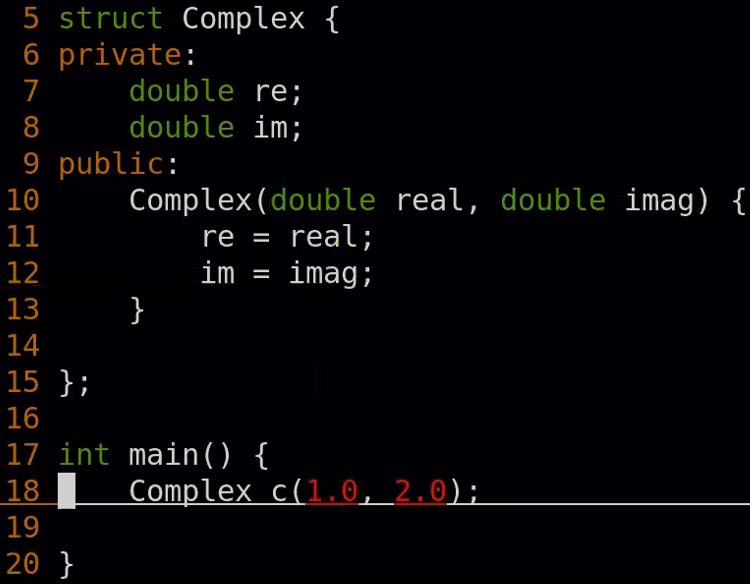 5 struct Complex {
6 private:
7     double re;
8     double im;
9 public:
10     Complex(double real, double imag) {
11         re = real;
12         im = imag;
13     }
14
15 };
16
17 int main() {
18     Complex c(1.0, 2.0);
19
20 }